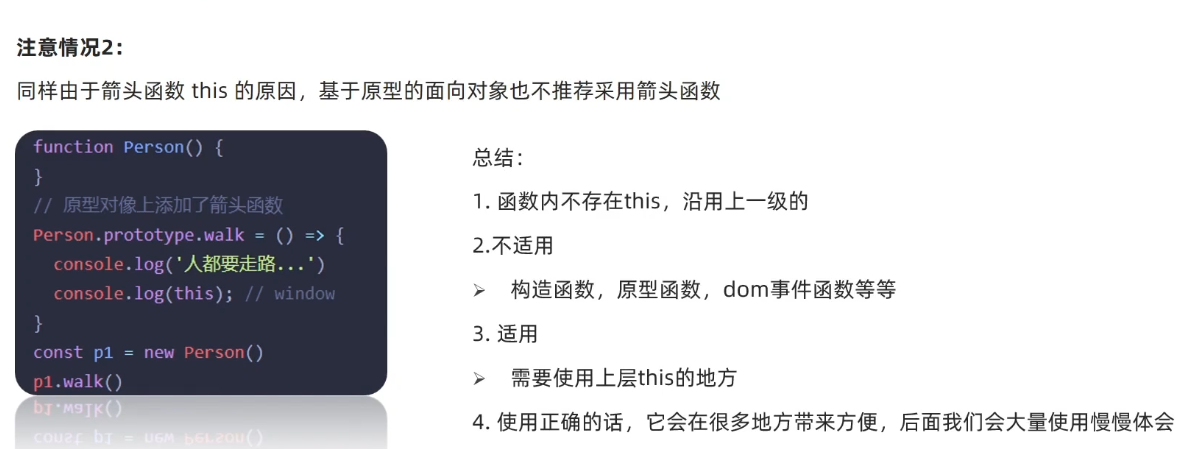 注意情况2：
同样由于箭头函数 this 的原因，基于原型的面向对象也不推荐采用箭头函数
function Person() {
}
// 原型对像上添加了箭头函数
Person.prototype.walk = () => {
  console.log('人都要走路...')
  console.log(this); // window
}
const p1 = new Person()
p1.walk()
总结：
1. 函数内不存在this，沿用上一级的
2.不适用
➢ 构造函数，原型函数，dom事件函数等等
3. 适用
➢ 需要使用上层this的地方
4. 使用正确的话，它会在很多地方带来方便，后面我们会大量使用慢慢体会